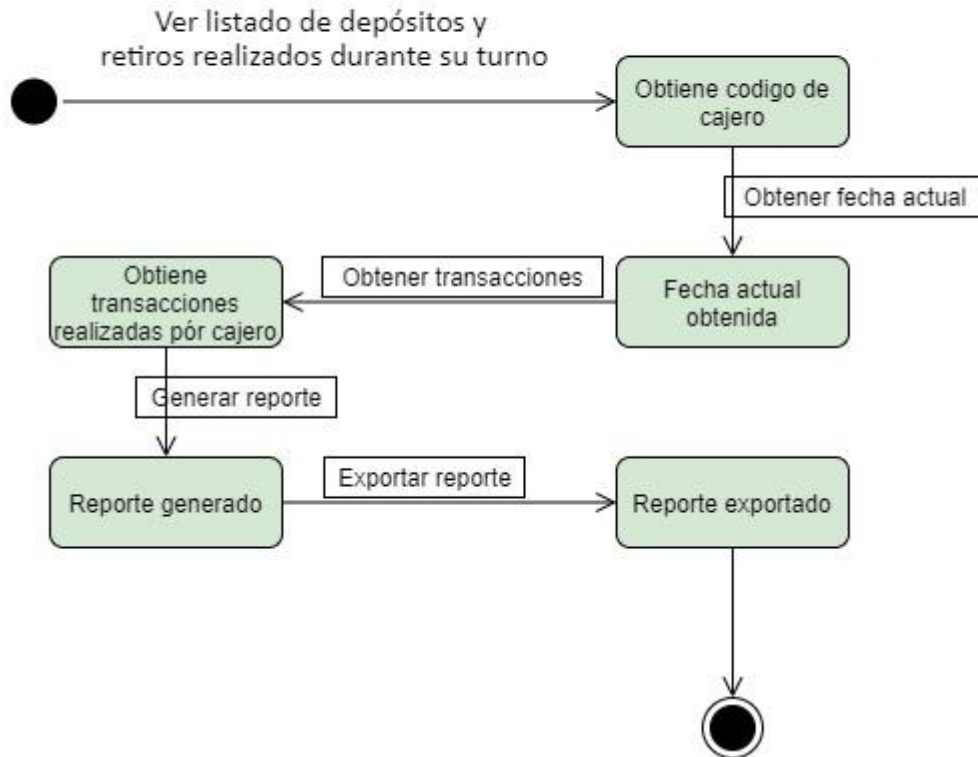 Ver listado de depósitos y
retiros realizados durante su turno
Obtiene codigo de
cajero
Obtener fecha actual
Obtiene
transacciones
realizadas pór cajero
Obtener transacciones
Fecha actual
obtenida
Generar reporte
Reporte generado
Exportar reporte
Reporte exportado